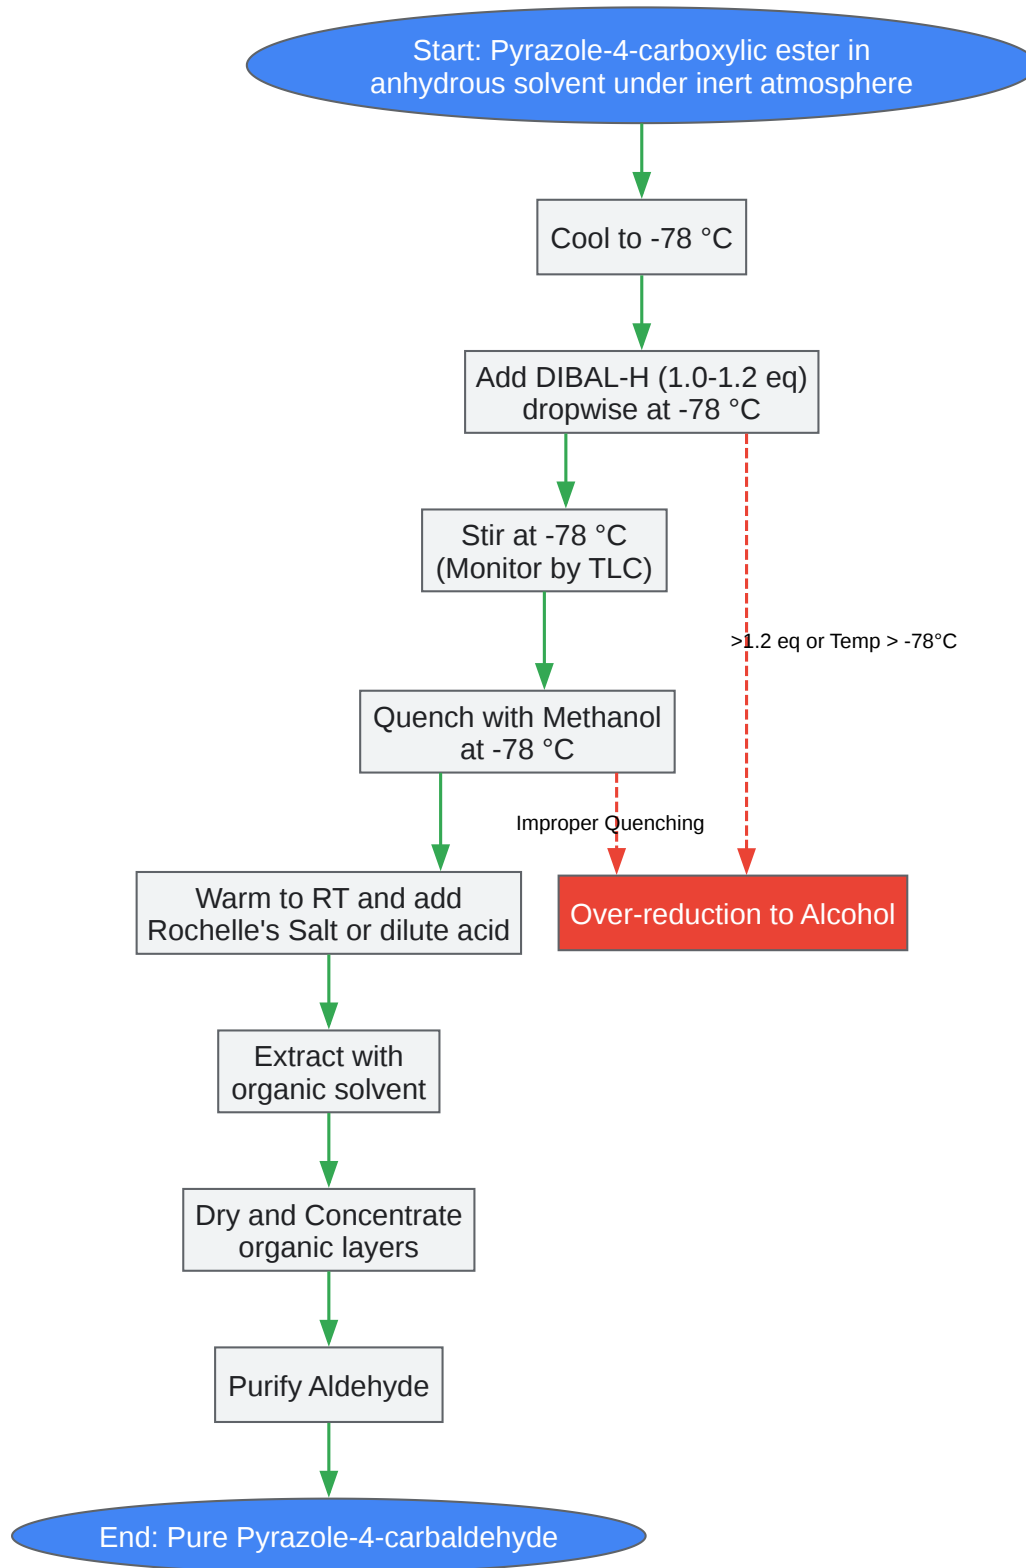 Start: Pyrazole-4-carboxylic ester in
anhydrous solvent under inert atmosphere
Cool to -78 °C
Add DIBAL-H (1.0-1.2 eq)
dropwise at -78 °C
Stir at -78 °C
(Monitor by TLC)
>1.2 eq or Temp > -78°C
Quench with Methanol
at -78 °C
Improper Quenching
Warm to RT and add
Rochelle's Salt or dilute acid
Over-reduction to Alcohol
Extract with
organic solvent
Dry and Concentrate
organic layers
Purify Aldehyde
End: Pure Pyrazole-4-carbaldehyde